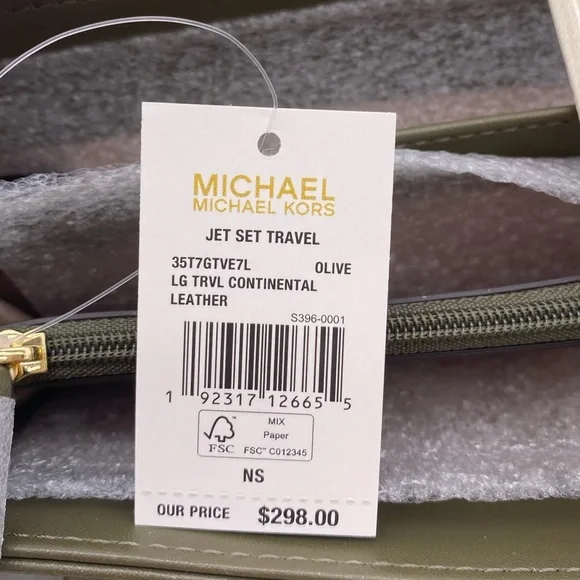 MICHAEL
MICHAEL KORS
JET SET TRAVEL
35T7GTVE7L OLIVE
LG TRVL CONTINENTAL
LEATHER
S396-0001
1 92317 12665 5
MIX
Paper
FSC
FSC™ C012345
NS
OUR PRICE $298.00